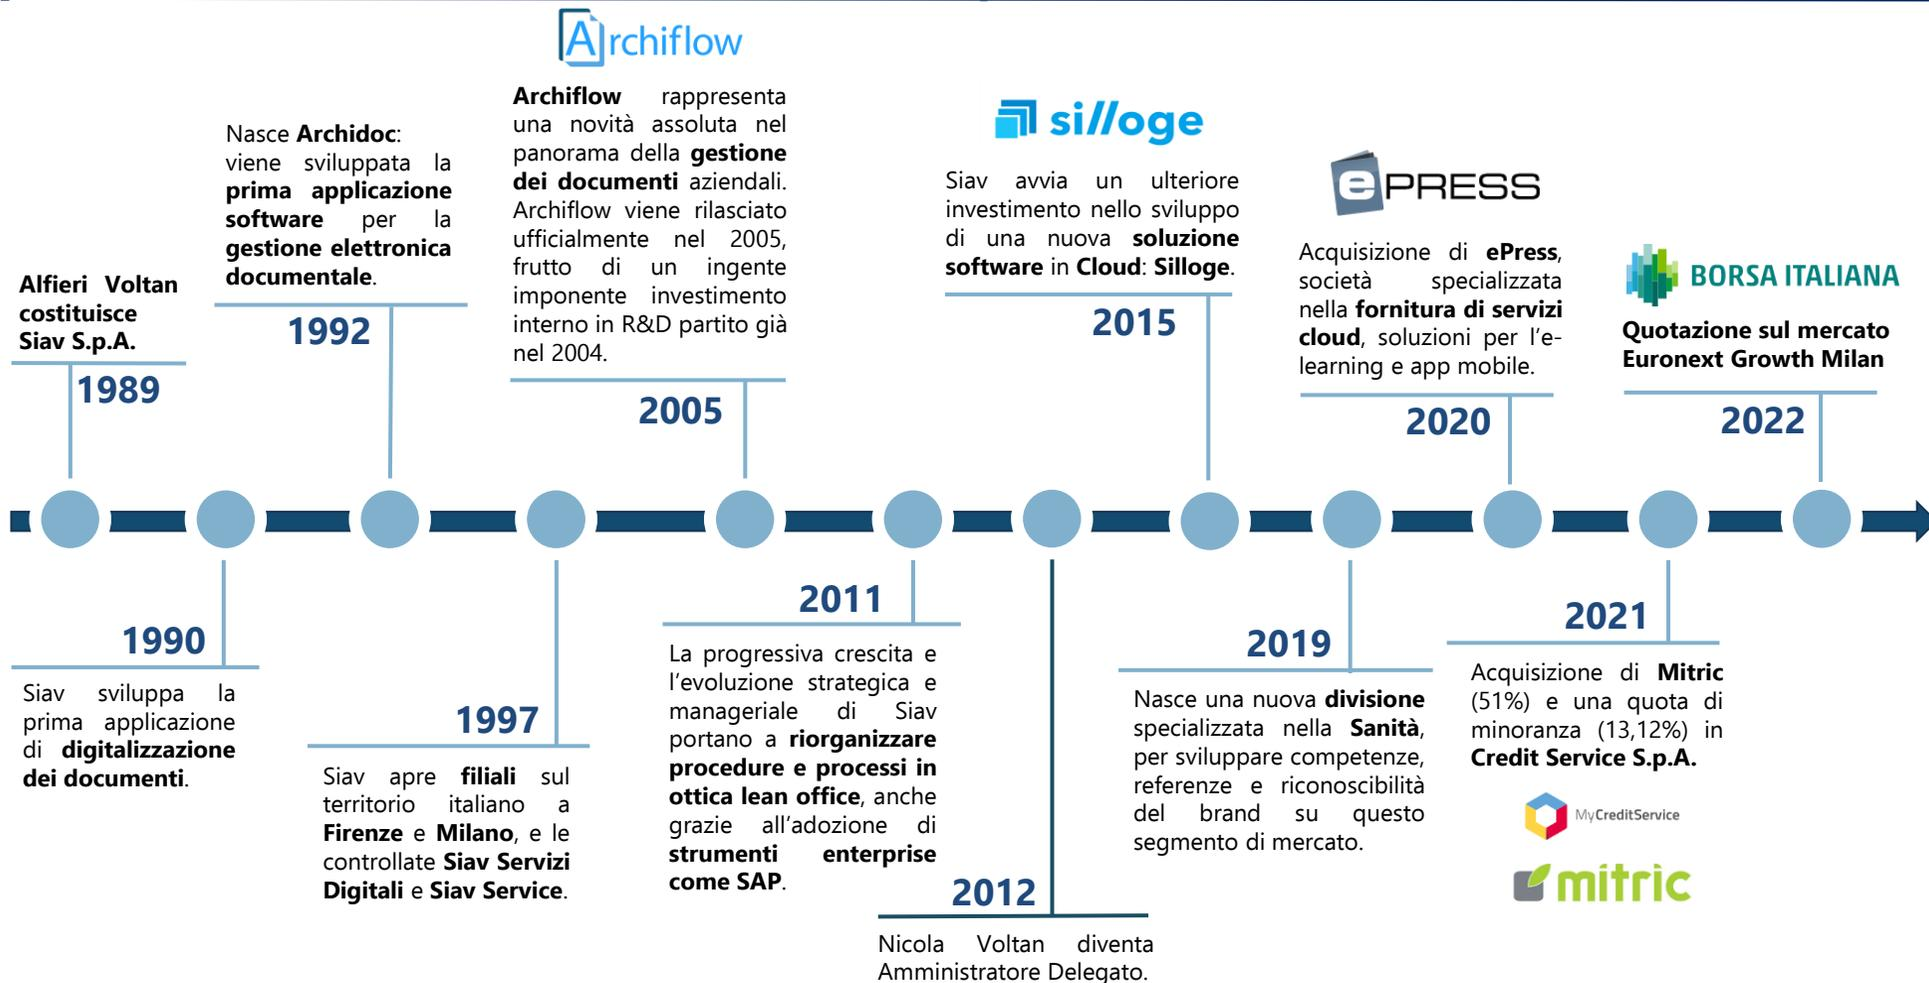 Alfieri Voltan
costituisce
Siav S.p.A.
1989
Nasce Archidoc:
viene sviluppata la
prima applicazione
software per la
gestione elettronica
documentale.
1992
Archiflow
Archiflow rappresenta
una novità assoluta nel
panorama della gestione
dei documenti aziendali.
Archiflow viene rilasciato
ufficialmente nel 2005,
frutto di un ingente
imponente investimento
interno in R&D partito già
nel 2004.
2005
silloge
Siav avvia un ulteriore
investimento nello sviluppo
di una nuova soluzione
software in Cloud: Silloge.
2015
ePRESS
Acquisizione di ePress,
società specializzata
nella fornitura di servizi
cloud, soluzioni per l’e-
learning e app mobile.
2020
BORSA ITALIANA
Quotazione sul mercato
Euronext Growth Milan
2022
1990
Siav sviluppa la
prima applicazione
di digitalizzazione
dei documenti.
1997
Siav apre filiali sul
territorio italiano a
Firenze e Milano, e le
controllate Siav Servizi
Digitali e Siav Service.
2011
La progressiva crescita e
l’evoluzione strategica e
manageriale di Siav
portano a riorganizzare
procedure e processi in
ottica lean office, anche
grazie all’adozione di
strumenti enterprise
come SAP.
2012
Nicola Voltan diventa
Amministratore Delegato.
2019
Nasce una nuova divisione
specializzata nella Sanità,
per sviluppare competenze,
referenze e riconoscibilità
del brand su questo
segmento di mercato.
2021
Acquisizione di Mitric
(51%) e una quota di
minoranza (13,12%) in
Credit Service S.p.A.
MyCreditService
mitrìc